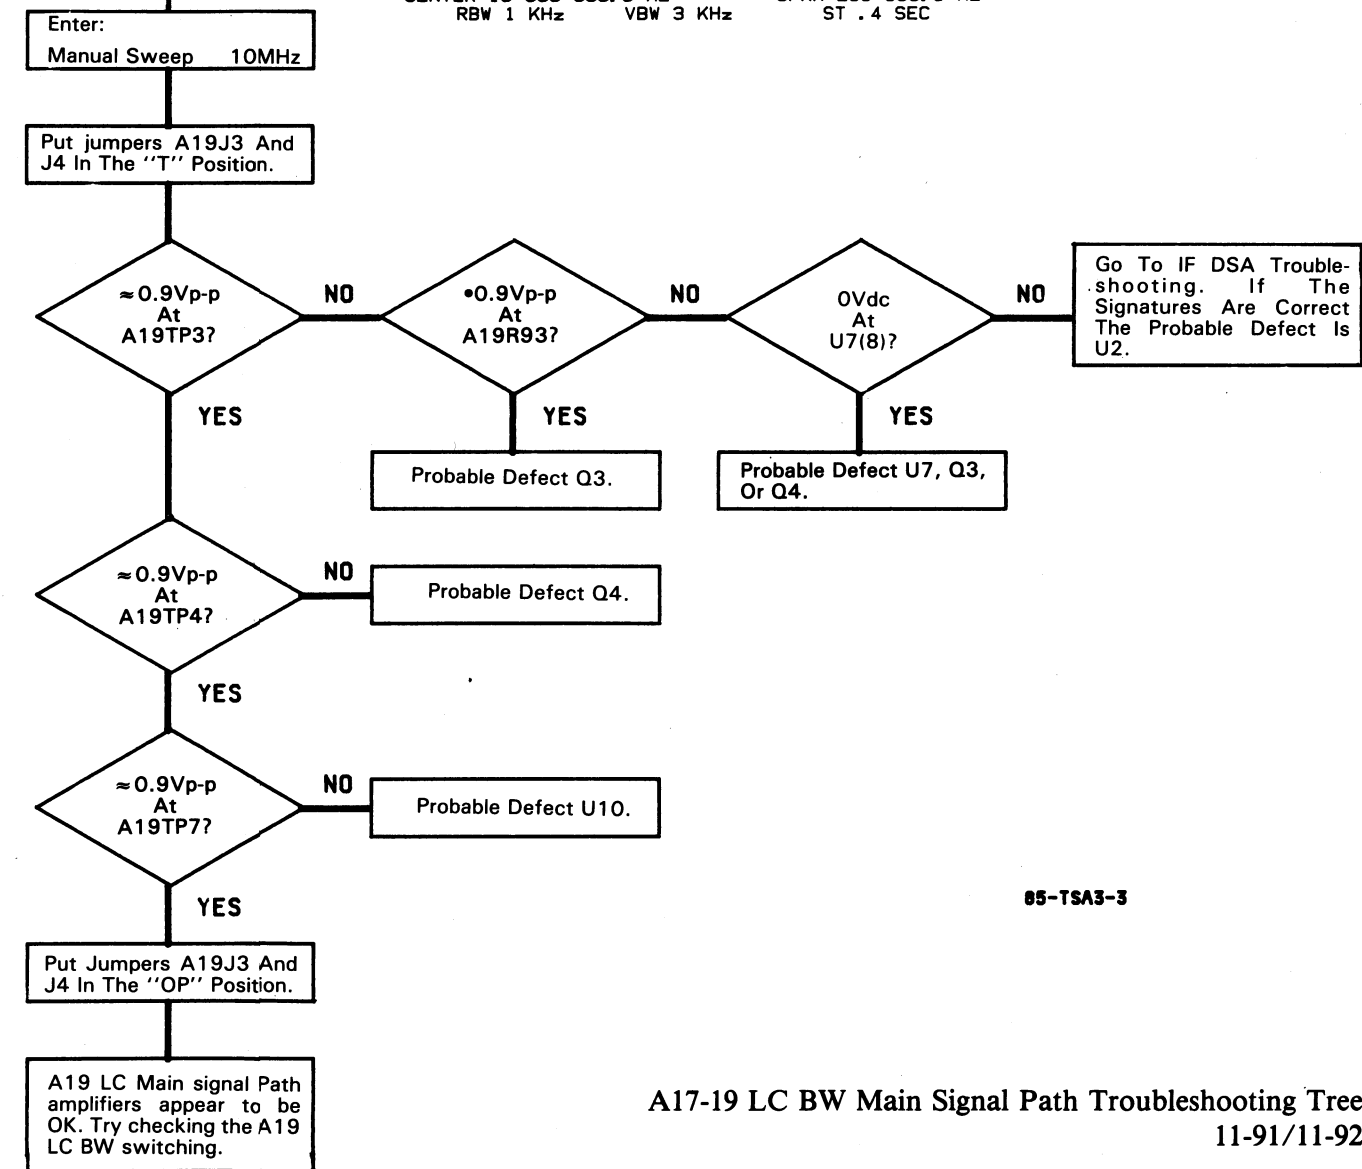 RBW 1 KHz VBW 3 KHz ST .4 SEC
Enter:
Manual Sweep 10MHz
Put jumpers A19J3 And
J4 In The ''T'' Position.
≈0.9Vp-p
At
A19TP3?
NO
•0.9Vp-p
At
A19R93?
NO
0Vdc
At
U7(8)?
NO
Go To IF DSA Trouble-
shooting. If The
Signatures Are Correct
The Probable Defect Is
U2.
YES
YES
YES
Probable Defect Q3.
Probable Defect U7, Q3,
Or Q4.
≈0.9Vp-p
At
A19TP4?
NO
Probable Defect Q4.
YES
≈0.9Vp-p
At
A19TP7?
NO
Probable Defect U10.
YES
85-TSA3-3
Put Jumpers A19J3 And
J4 In The ''OP'' Position.
A19 LC Main signal Path
amplifiers appear to be
OK. Try checking the A19
LC BW switching.
A17-19 LC BW Main Signal Path Troubleshooting Tree
11-91/11-92